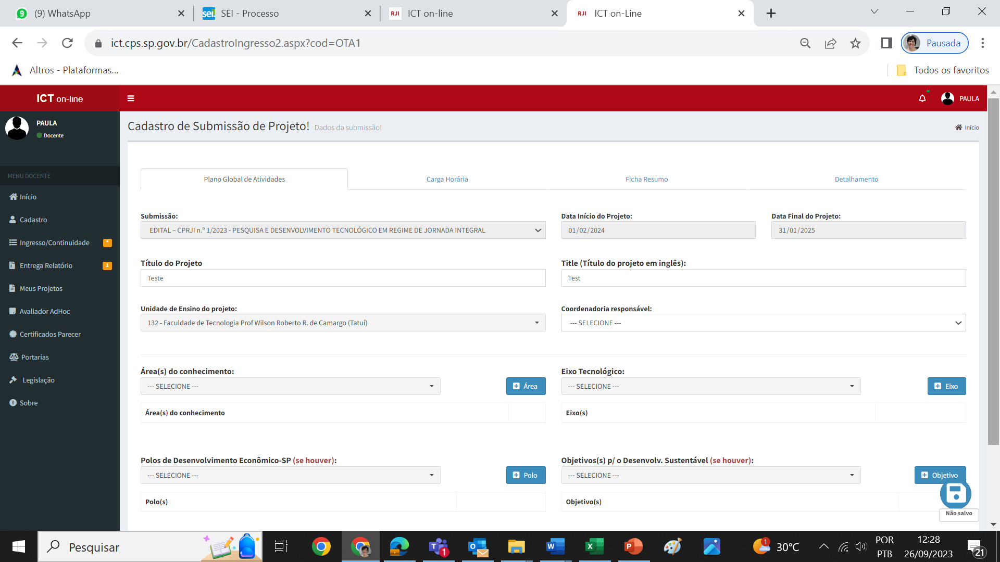 (9) WhatsApp
SEI - Processo
ICT on-line
ICT on-Line
ict.cps.sp.gov.br/CadastroIngresso2.aspx?cod=OTA1
Pausada
Altros - Plataformas...
Todos os favoritos
ICT on-line
PAULA
PAULA
Docente
Cadastro de Submissão de Projeto! Dados da submissão!
Início
MENU DOCENTE
Início
Cadastro
Ingresso/Continuidade *
Entrega Relatório 1
Meus Projetos
Avaliador AdHoc
Certificados Parecer
Portarias
Legislação
Sobre
Plano Global de Atividades
Carga Horária
Ficha Resumo
Detalhamento
Submissão:
EDITAL – CPRJI n.º 1/2023 - PESQUISA E DESENVOLVIMENTO TECNOLÓGICO EM REGIME DE JORNADA INTEGRAL
Data Início do Projeto:
01/02/2024
Data Final do Projeto:
31/01/2025
Título do Projeto
Teste
Title (Título do projeto em inglês):
Test
Unidade de Ensino do projeto:
132 - Faculdade de Tecnologia Prof Wilson Roberto R. de Camargo (Tatuí)
Coordenadoria responsável:
--- SELECIONE ---
Área(s) do conhecimento:
--- SELECIONE ---
Área
Área(s) do conhecimento
Eixo Tecnológico:
--- SELECIONE ---
Eixo
Eixo(s)
Polos de Desenvolvimento Econômico-SP (se houver):
--- SELECIONE ---
Polo
Polo(s)
Objetivos(s) p/ o Desenvolv. Sustentável (se houver):
--- SELECIONE ---
Objetivo
Objetivo(s)
Não salvo
Pesquisar
30°C
POR
PTB
12:28
26/09/2023
21